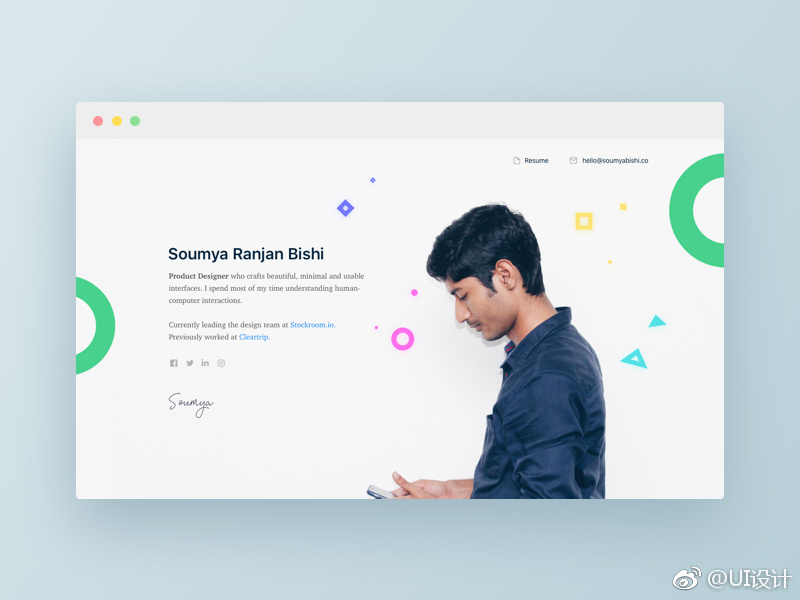 Resume
hello@soumyabishi.co
Soumya Ranjan Bishi
Product Designer who crafts beautiful, minimal and usable
interfaces. I spend most of my time understanding human-
computer interactions.
Currently leading the design team at Stockroom.io.
Previously worked at Cleartrip.
Soumya
@UI设计